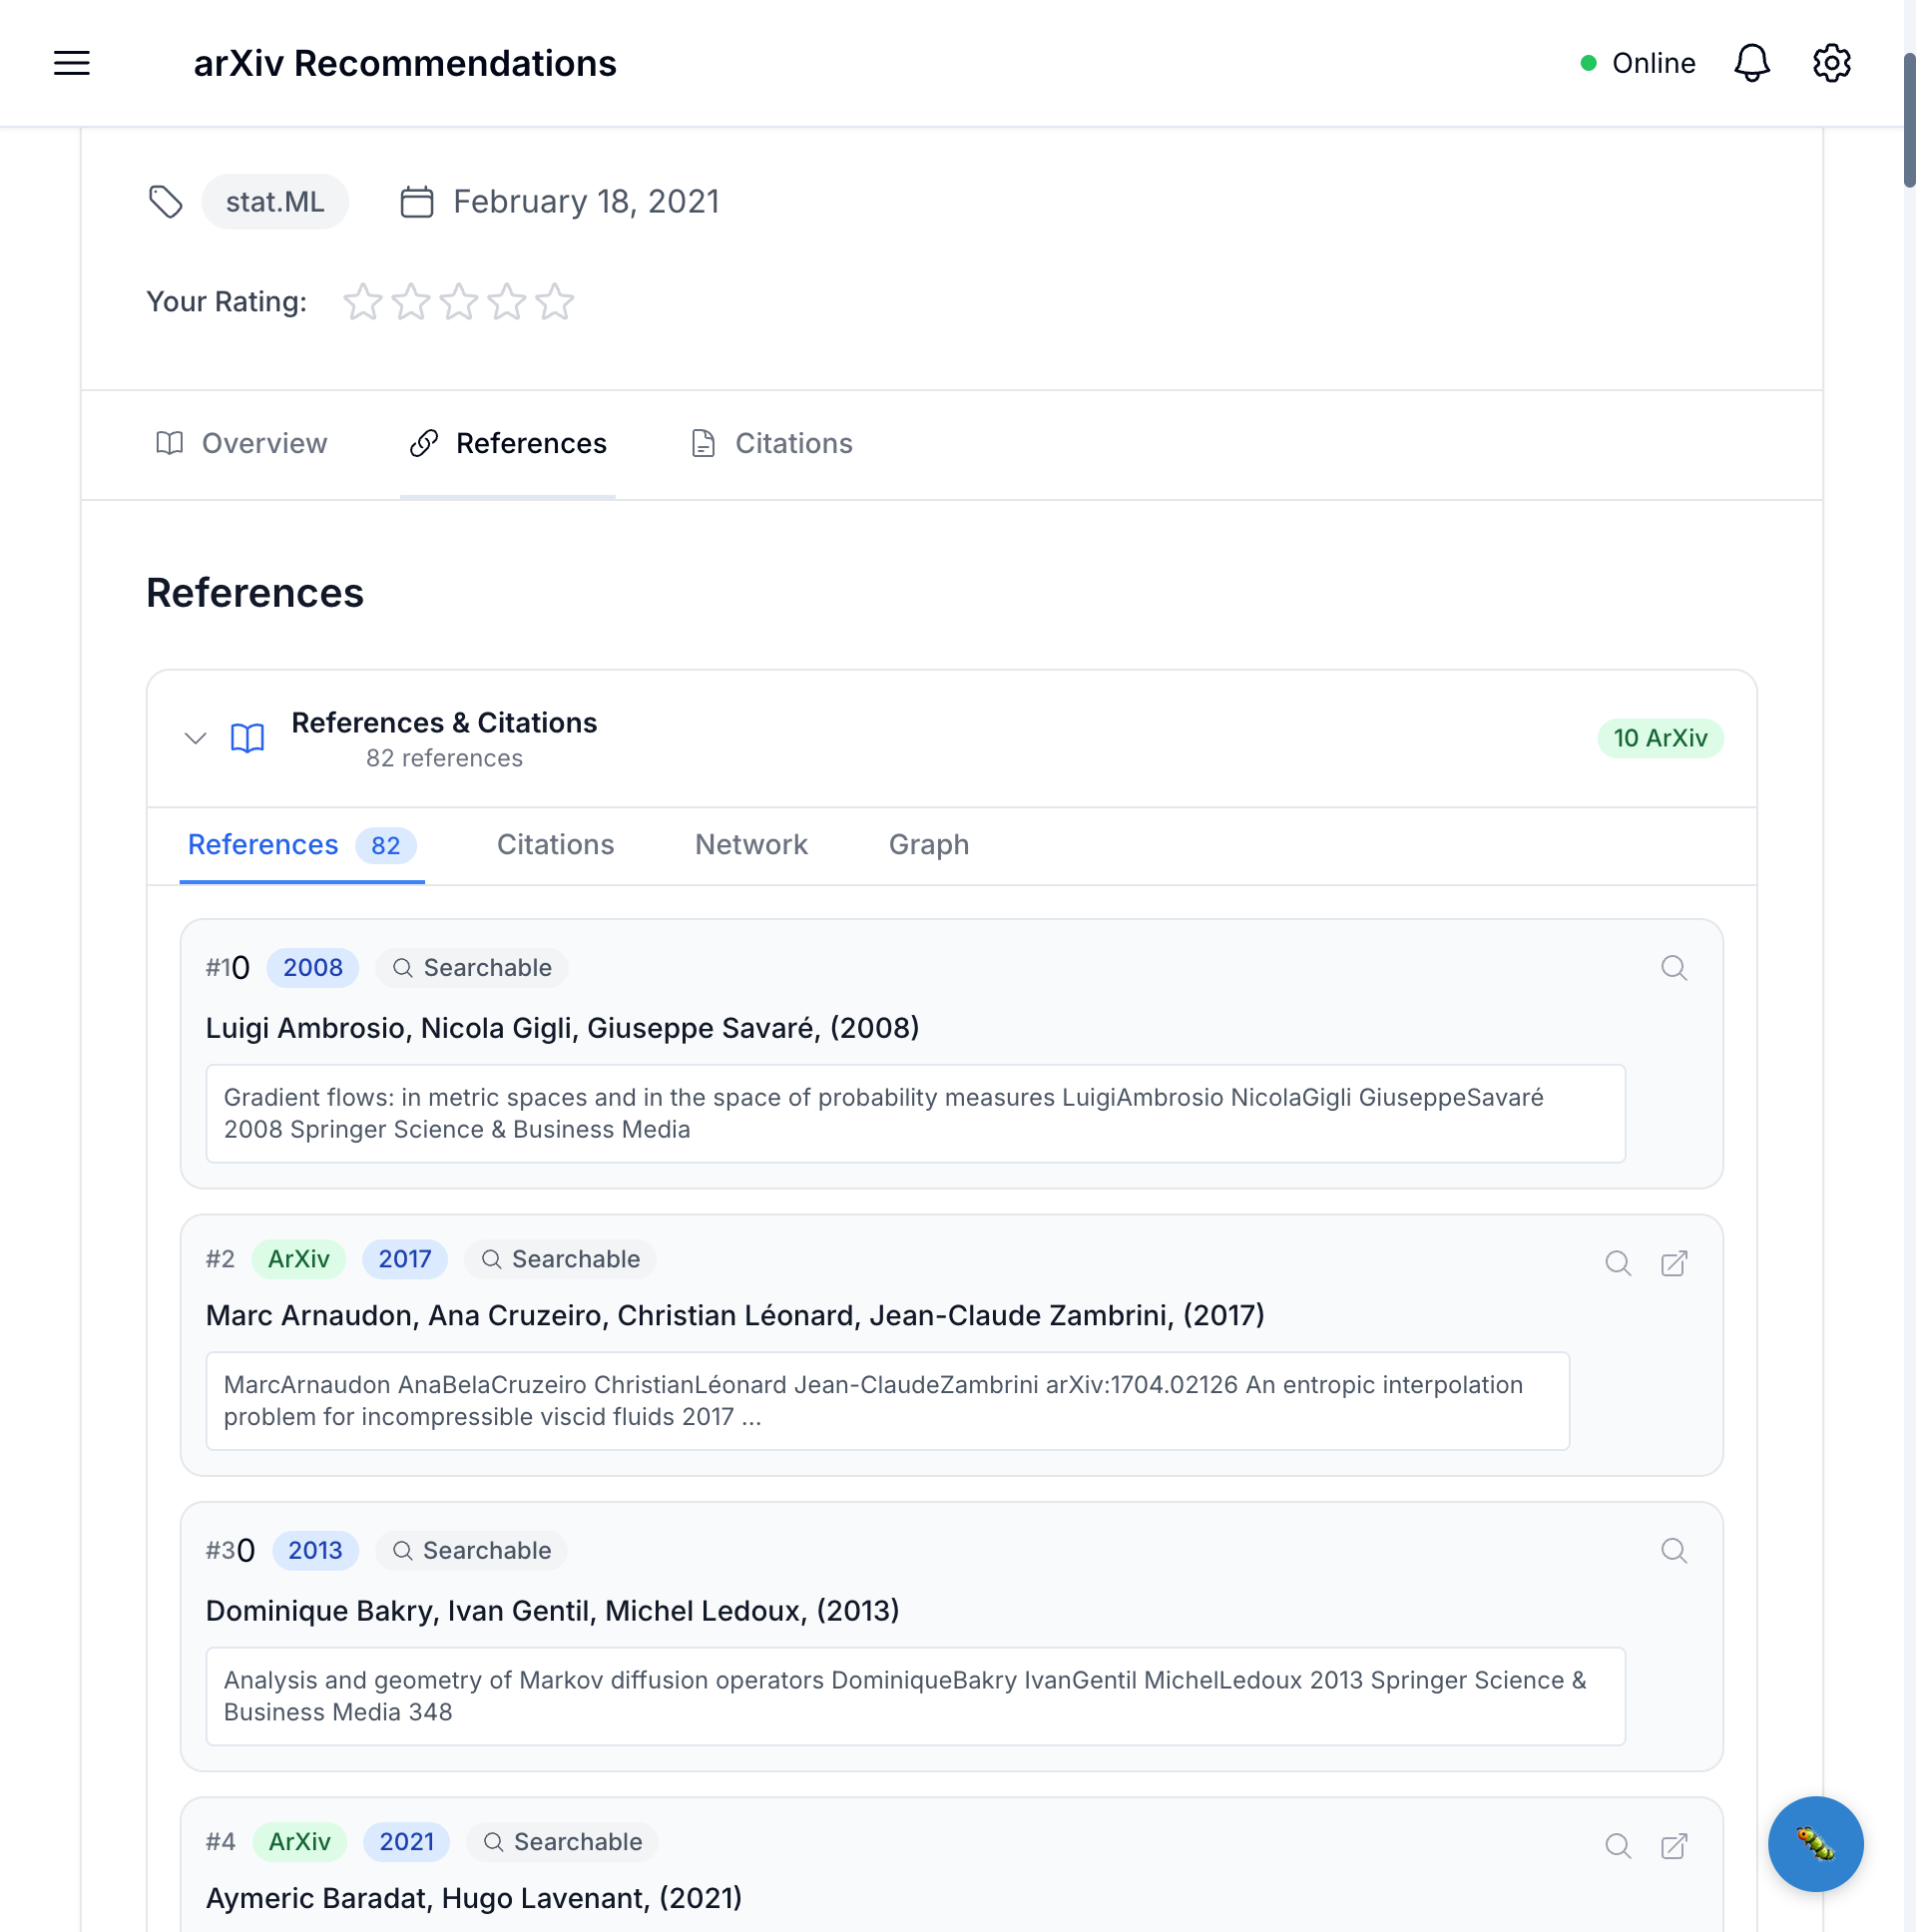 arXiv Recommendations
Online
stat.ML
February 18, 2021
Your Rating:
Overview
References
Citations
References
References & Citations
82 references
10 ArXiv
References 82
Citations
Network
Graph
#10 2008 Searchable
Luigi Ambrosio, Nicola Gigli, Giuseppe Savaré, (2008)
Gradient flows: in metric spaces and in the space of probability measures LuigiAmbrosio NicolaGigli GiuseppeSavaré
2008 Springer Science & Business Media
#2 ArXiv 2017 Searchable
Marc Arnaudon, Ana Cruzeiro, Christian Léonard, Jean-Claude Zambrini, (2017)
MarcArnaudon AnaBelaCruzeiro ChristianLéonard Jean-ClaudeZambrini arXiv:1704.02126 An entropic interpolation
problem for incompressible viscid fluids 2017 ...
#30 2013 Searchable
Dominique Bakry, Ivan Gentil, Michel Ledoux, (2013)
Analysis and geometry of Markov diffusion operators DominiqueBakry IvanGentil MichelLedoux 2013 Springer Science &
Business Media 348
#4 ArXiv 2021 Searchable
Aymeric Baradat, Hugo Lavenant, (2021)